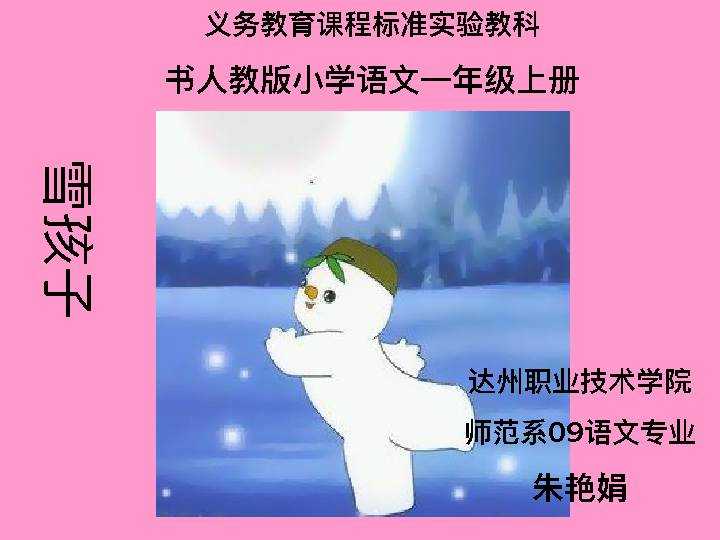 义务教育课程标准实验教科
书人教版小学语文一年级上册
雪孩子
达州职业技术学院
师范系09语文专业
朱艳娟